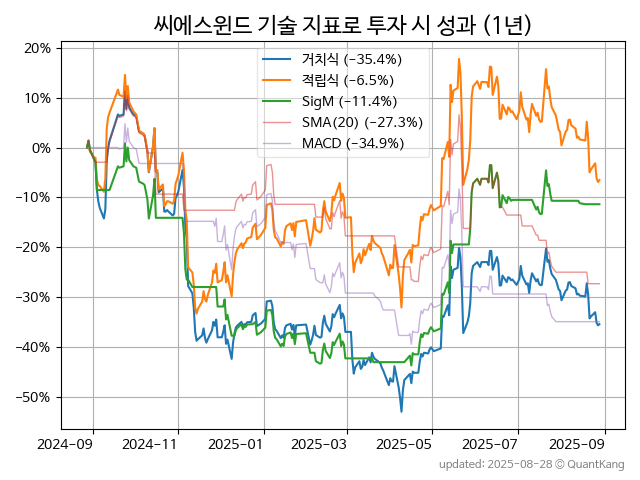 씨에스윈드 기술 지표로 투자 시 성과 (1년)
거치식 (−35.4%)
적립식 (−6.5%)
SigM (−11.4%)
SMA(20) (−27.3%)
MACD (−34.9%)
20%
10%
0%
−10%
−20%
−30%
−40%
−50%
2024-09
2024-11
2025-01
2025-03
2025-05
2025-07
2025-09
updated: 2025-08-28 @ QuantKang